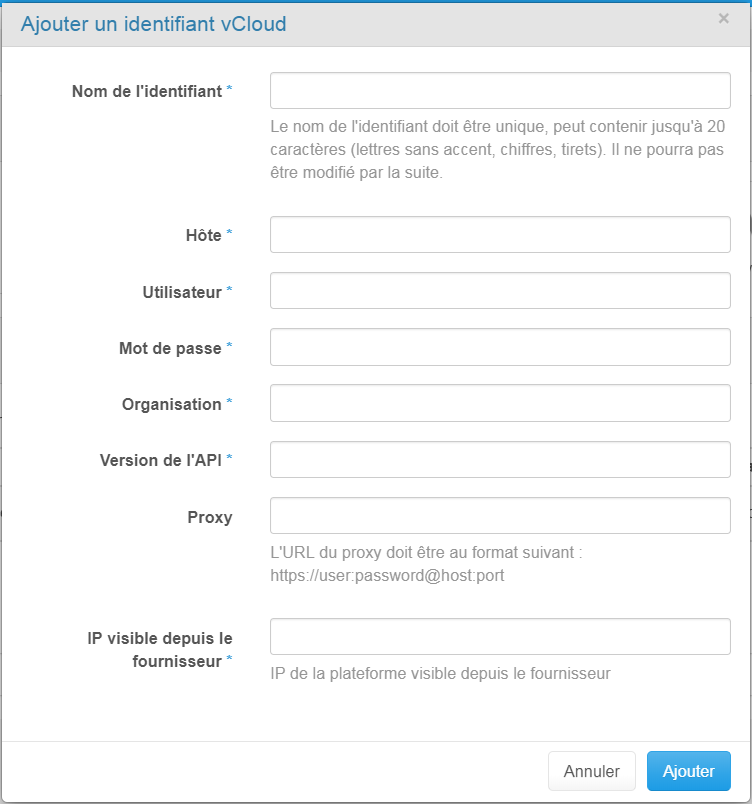 Ajouter un identifiant vCloud
×
Nom de l'identifiant *
Le nom de l'identifiant doit être unique, peut contenir jusqu'à 20
caractères (lettres sans accent, chiffres, tirets). Il ne pourra pas
être modifié par la suite.
Hôte *
Utilisateur *
Mot de passe *
Organisation *
Version de l'API *
Proxy
L'URL du proxy doit être au format suivant :
https://user:password@host:port
IP visible depuis le
fournisseur *
IP de la plateforme visible depuis le fournisseur
Annuler
Ajouter